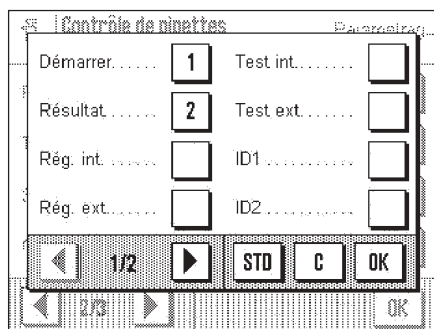 Contrôle de pipettes
Démarrer...... 1 Test int.......
Résultat....... 2 Test ext.......
Rég. int....... ID1............
Rég. ext....... ID2............
1/2 STD C OK
2/3 OK